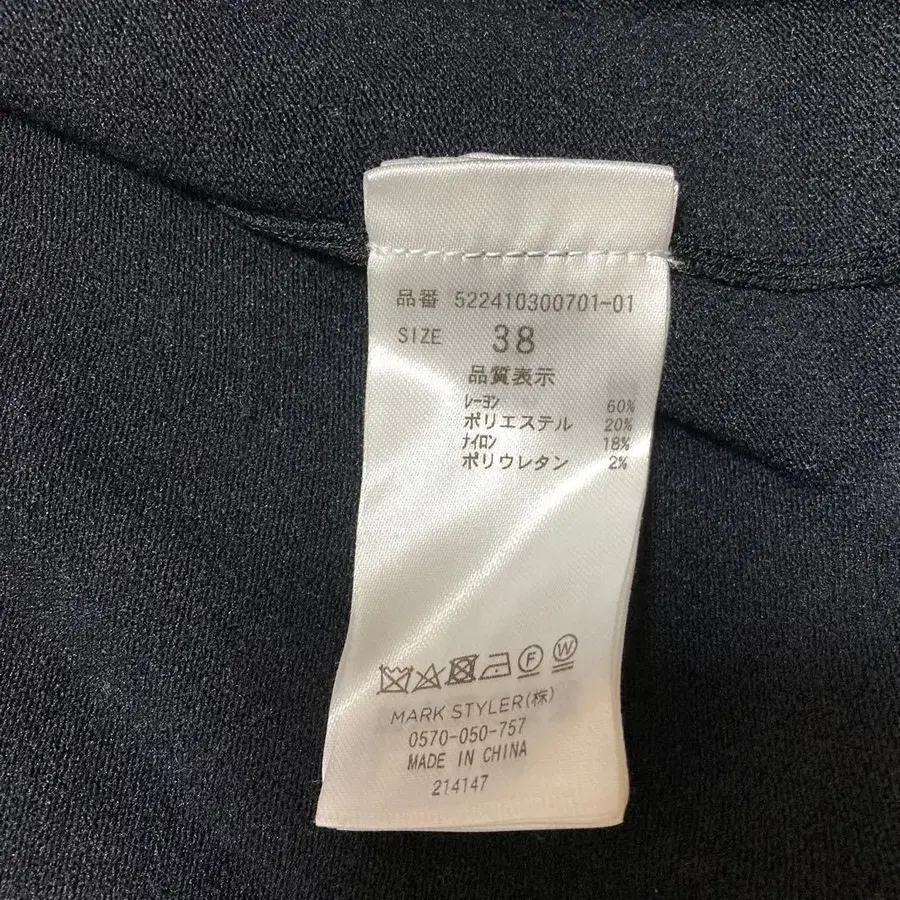 品番 522410300701-01
SIZE 38
品質表示
ﾚｰﾖﾝ 60%
ポリエステル 20%
ﾅｲﾛﾝ 18%
ポリウレタン 2%
F W
MARK STYLER(株)
0570-050-757
MADE IN CHINA
214147